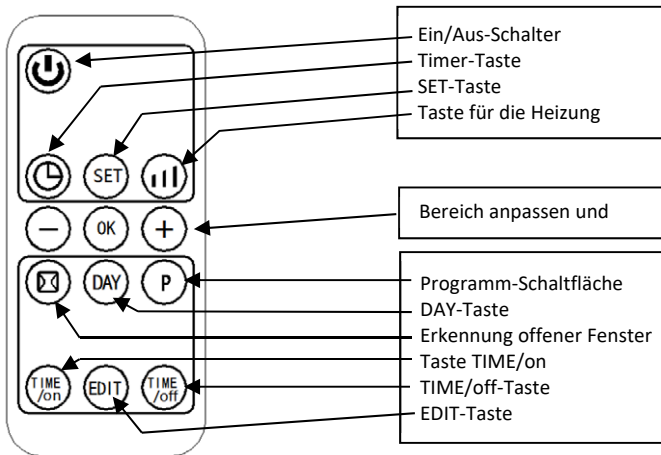 Ein/Aus-Schalter
Timer-Taste
SET-Taste
Taste für die Heizung
SET
OK
Bereich anpassen und
DAY
P
Programm-Schaltfläche
DAY-Taste
Erkennung offener Fenster
Taste TIME/on
TIME/off-Taste
EDIT-Taste
TIME
/on
EDIT
TIME
/off